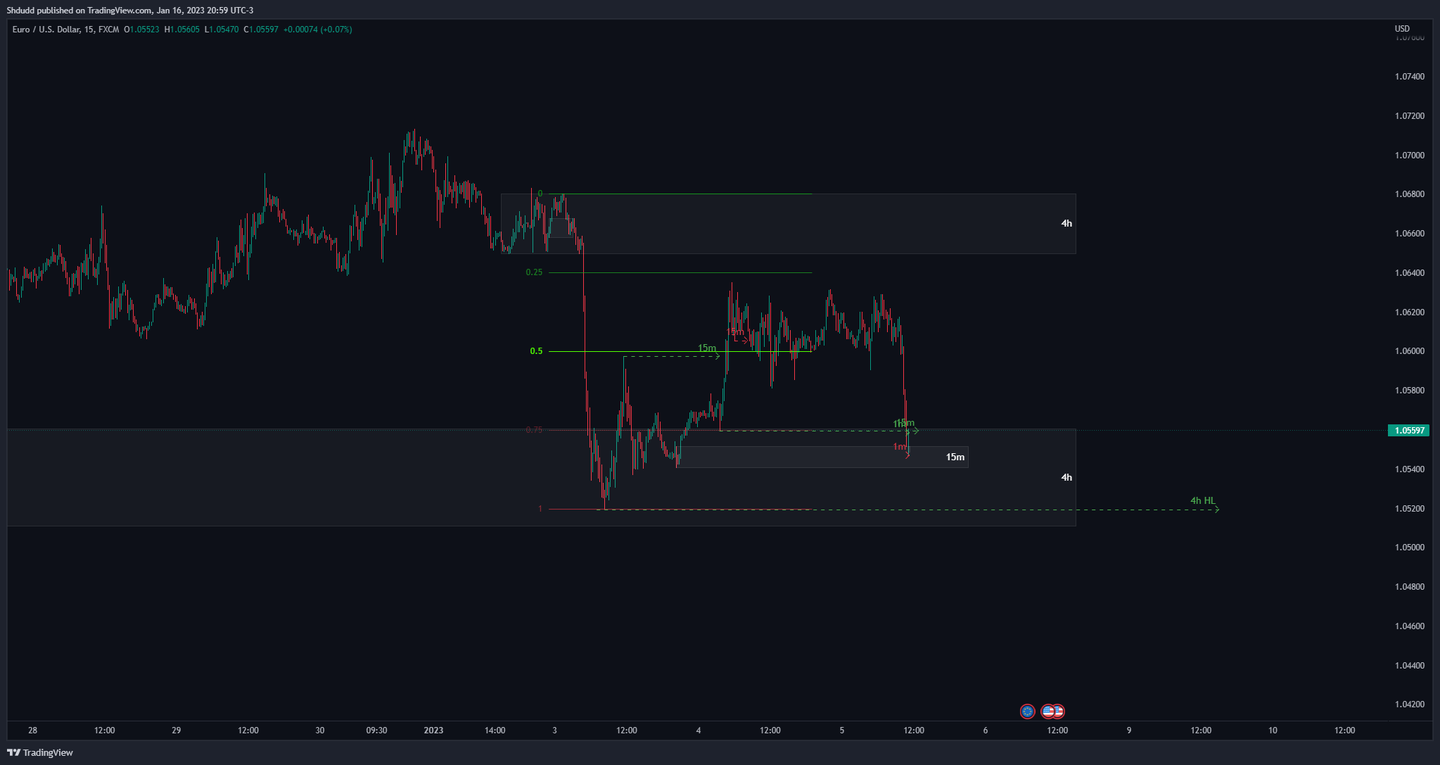 Shdudd published on TradingView.com, Jan 16, 2023 20:59 UTC-3
Euro / U.S. Dollar, 15, FXCM O1.05523 H1.05605 L1.05470 C1.05597 +0.00074 (+0.07%)
USD
1.07600
1.07400
1.07200
1.07000
1.06800
1.06600
1.06400
1.06200
1.06000
1.05800
1.05597
1.05400
1.05200
1.05000
1.04800
1.04600
1.04400
1.04200
0
4h
0.25
15m
15m
0.5
0.75
15m
1m
15m
4h
4h HL
1
28 12:00 29 12:00 30 09:30 2023 14:00 3 12:00 4 12:00 5 12:00 6 12:00 9 12:00 10 12:00
TradingView